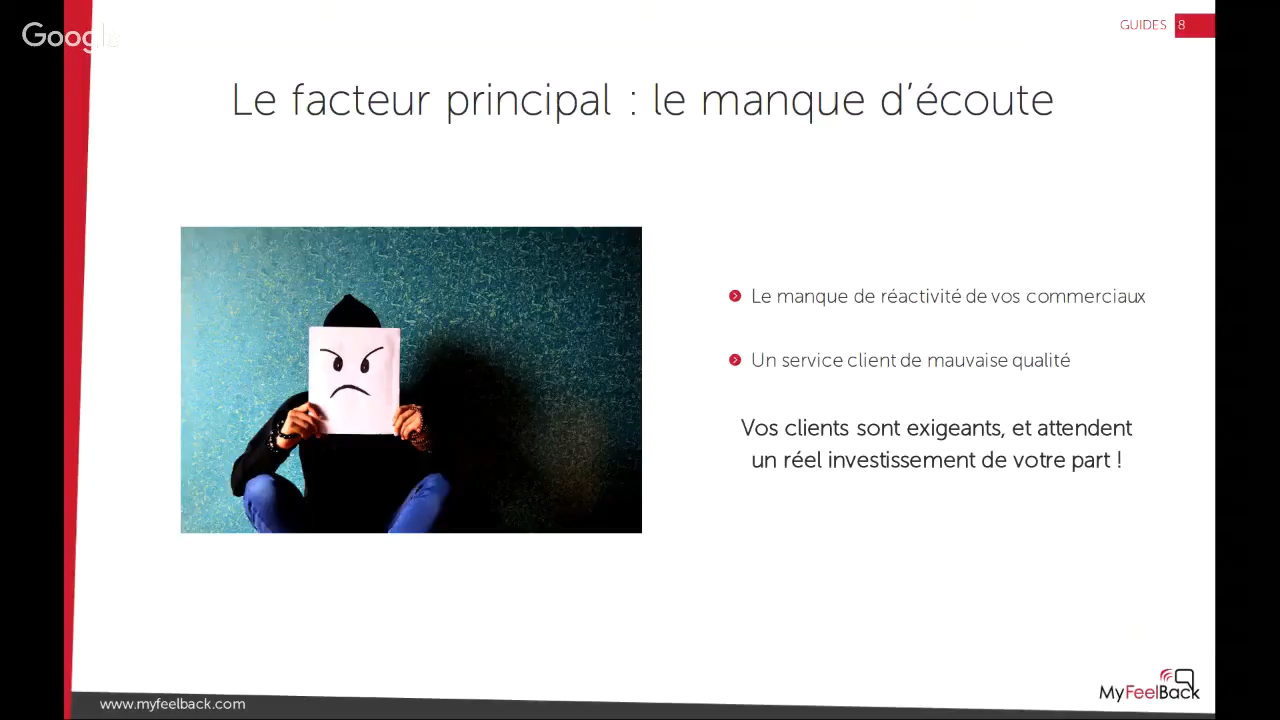 Google
GUIDES 8
Le facteur principal : le manque d’écoute
Le manque de réactivité de vos commerciaux
Un service client de mauvaise qualité
Vos clients sont exigeants, et attendent
un réel investissement de votre part !
www.myfeelback.com
MyFeelBack